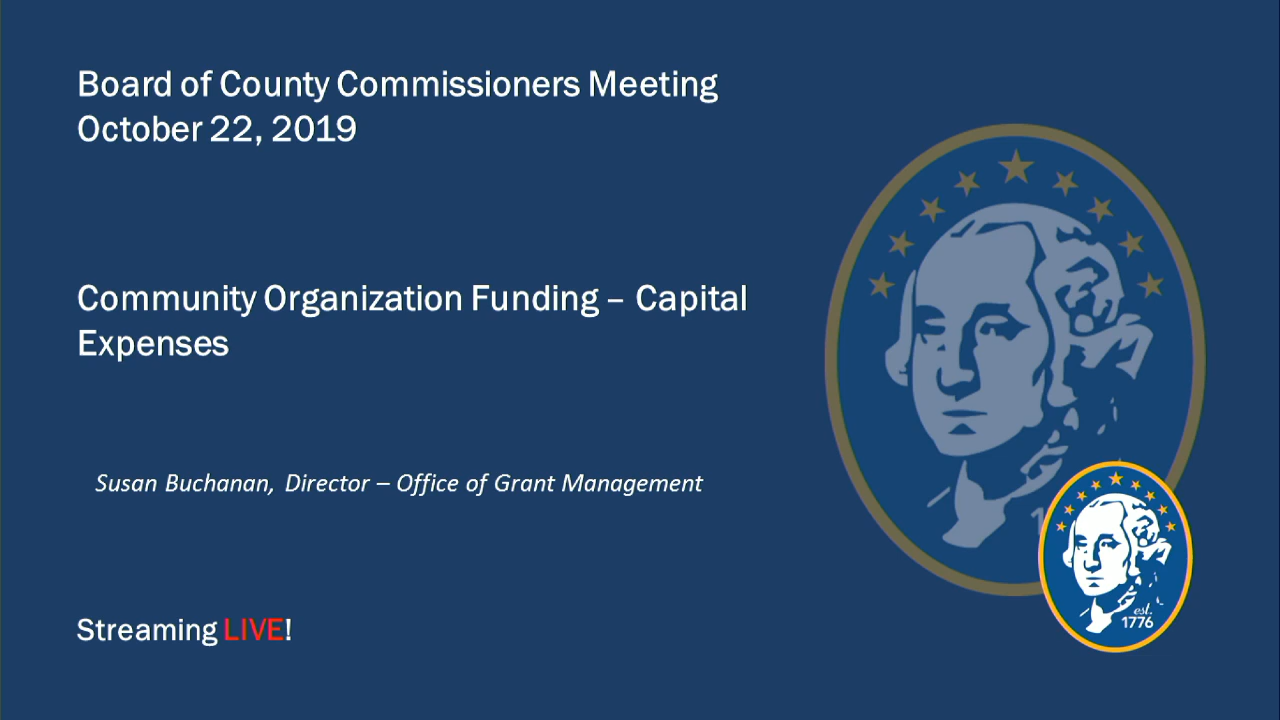 Board of County Commissioners Meeting
October 22, 2019
Community Organization Funding – Capital
Expenses
Susan Buchanan, Director – Office of Grant Management
Streaming LIVE!
est.
1776